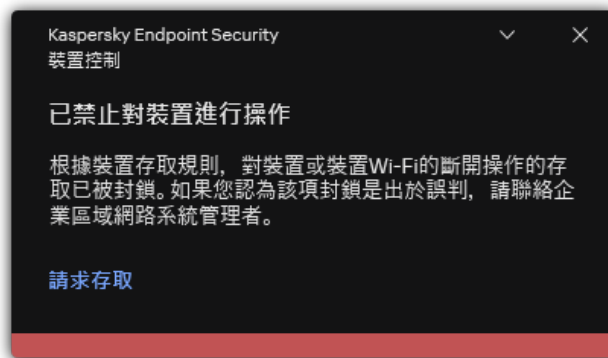 Kaspersky Endpoint Security
裝置控制
已禁止對裝置進行操作
根據裝置存取規則，對裝置或裝置Wi-Fi的斷開操作的存
取已被封鎖。如果您認為該項封鎖是出於誤判，請聯絡企
業區域網路系統管理者。
請求存取